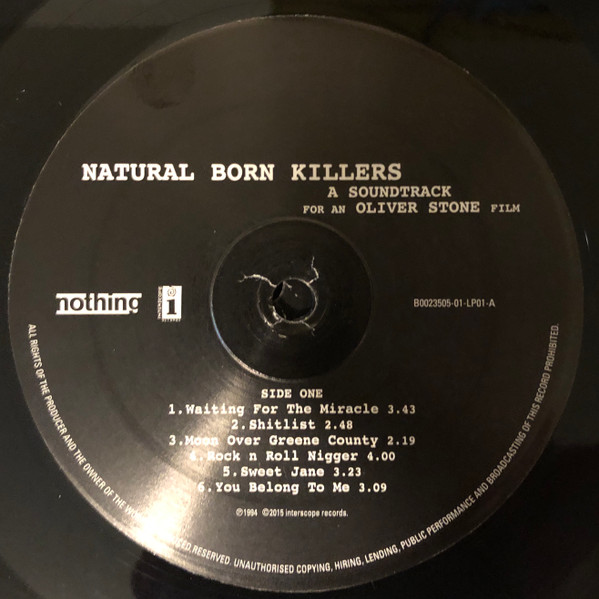 NATURAL BORN KILLERS
A SOUNDTRACK
FOR AN OLIVER STONE FILM
nothing
INTERSCOPE
i
RECORDS
B0023505-01-LP01-A
SIDE ONE
1.Waiting For The Miracle 3.43
2.Shitlist 2.48
3.Moon Over Greene County 2.19
4.Rock n Roll Nigger 4.00
5.Sweet Jane 3.23
6.You Belong To Me 3.09
℗1994 ©2015 interscope records.
ALL RIGHTS OF THE PRODUCER AND THE OWNER OF THE RESERVED. UNAUTHORISED COPYING, HIRING, LENDING, PUBLIC PERFORMANCE AND BROADCASTING OF THIS RECORD PROHIBITED.